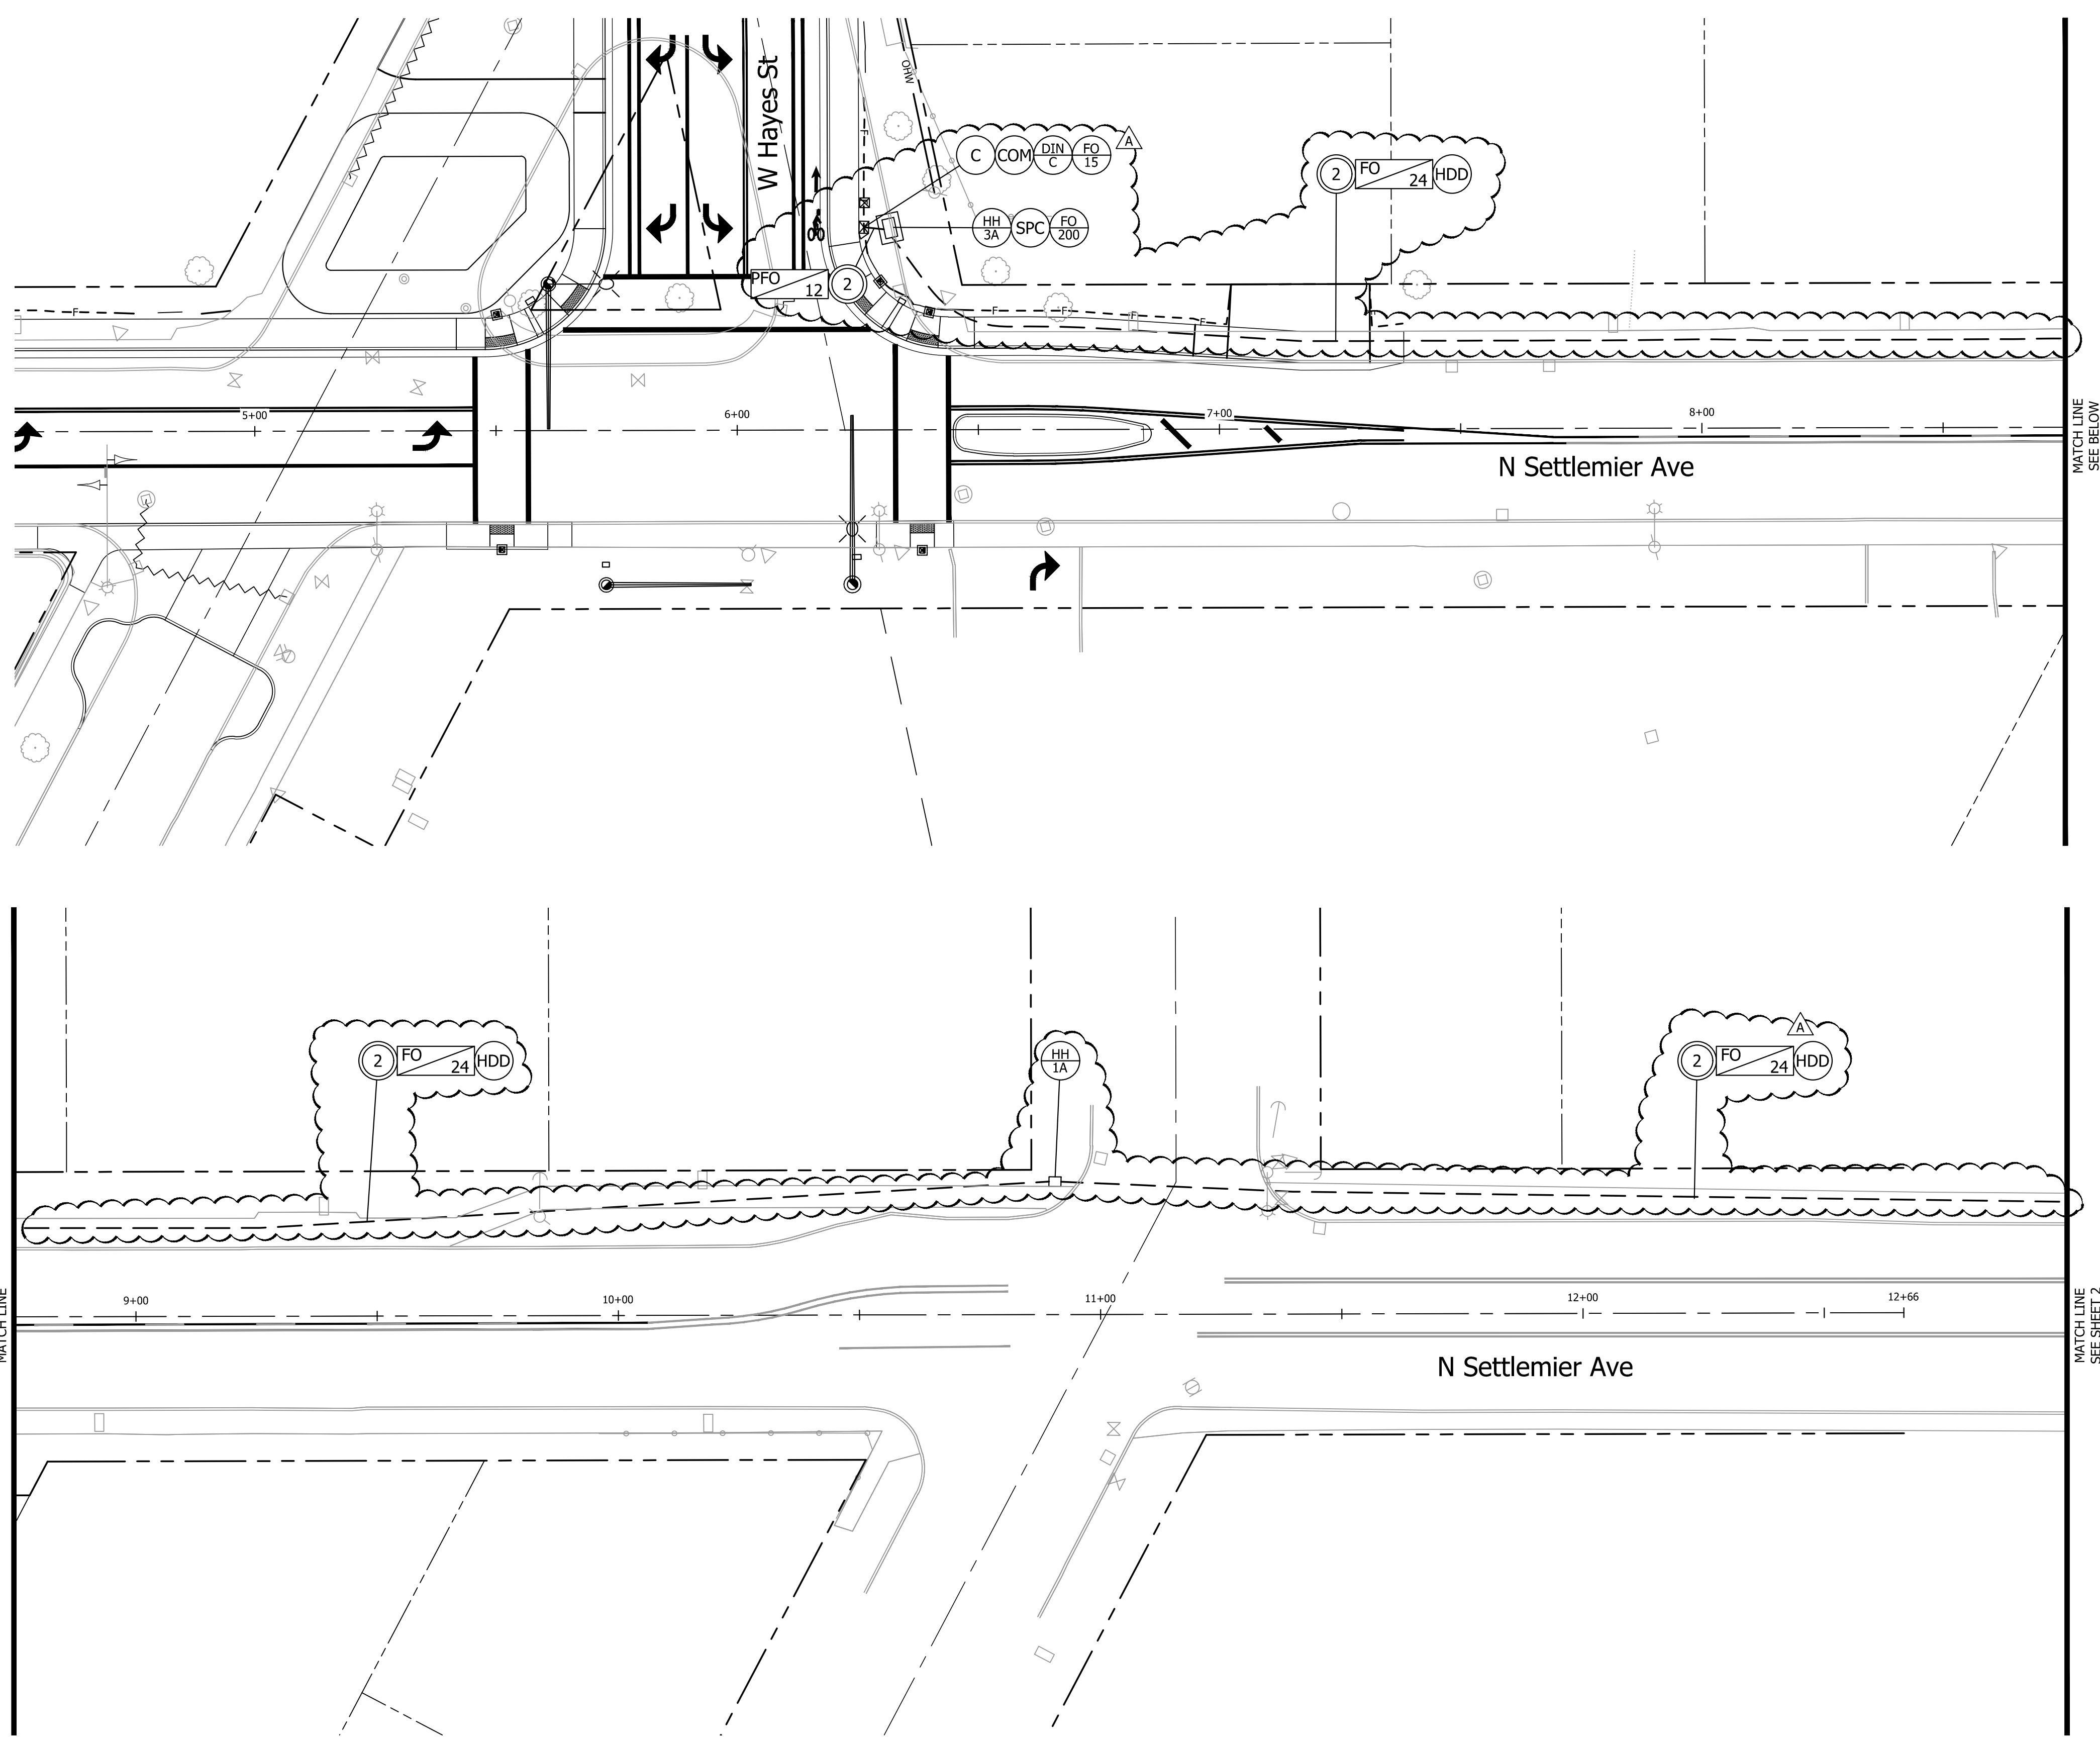 W Hayes St
OHW
F
C
COM
DIN
C
FO
15
A
HH
3A
SPC
FO
200
2
FO
24
HDD
PFO
12
2
F
F
F
F
F
5+00
6+00
7+00
8+00
N Settlemier Ave
MATCH LINE
SEE BELOW
2
FO
24
HDD
HH
1A
2
FO
24
HDD
A
9+00
10+00
11+00
12+00
12+66
N Settlemier Ave
MATCH LINE
MATCH LINE
SEE SHEET 2